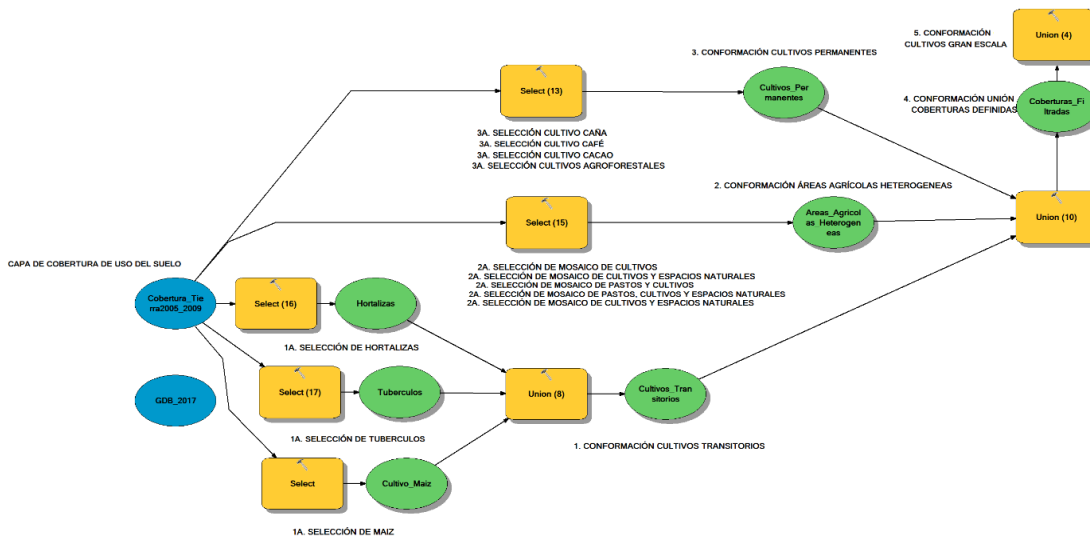 5. CONFORMACIÓN
CULTIVOS GRAN ESCALA
Union (4)
3. CONFORMACIÓN CULTIVOS PERMANENTES
Select (13)
Cultivos_Per
manentes
4. CONFORMACIÓN UNIÓN
COBERTURAS DEFINIDAS
Coberturas_Fi
ltradas
3A. SELECCIÓN CULTIVO CAÑA
3A. SELECCIÓN CULTIVO CAFÉ
3A. SELECCIÓN CULTIVO CACAO
3A. SELECCIÓN CULTIVOS AGROFORESTALES
2. CONFORMACIÓN ÁREAS AGRÍCOLAS HETEROGENEAS
Select (15)
Areas_Agricol
as_Heterogen
eas
Union (10)
CAPA DE COBERTURA DE USO DEL SUELO
2A. SELECCIÓN DE MOSAICO DE CULTIVOS
2A. SELECCIÓN DE MOSAICO DE CULTIVOS Y ESPACIOS NATURALES
2A. SELECCIÓN DE MOSAICO DE PASTOS Y CULTIVOS
2A. SELECCIÓN DE MOSAICO DE PASTOS, CULTIVOS Y ESPACIOS NATURALES
2A. SELECCIÓN DE MOSAICO DE CULTIVOS Y ESPACIOS NATURALES
Cobertura_Tie
rra2005_2009
Select (16)
Hortalizas
1A. SELECCIÓN DE HORTALIZAS
GDB_2017
Select (17)
Tuberculos
Union (8)
Cultivos_Tran
sitorios
1A. SELECCIÓN DE TUBERCULOS
1. CONFORMACIÓN CULTIVOS TRANSITORIOS
Select
Cultivo_Maiz
1A. SELECCIÓN DE MAIZ